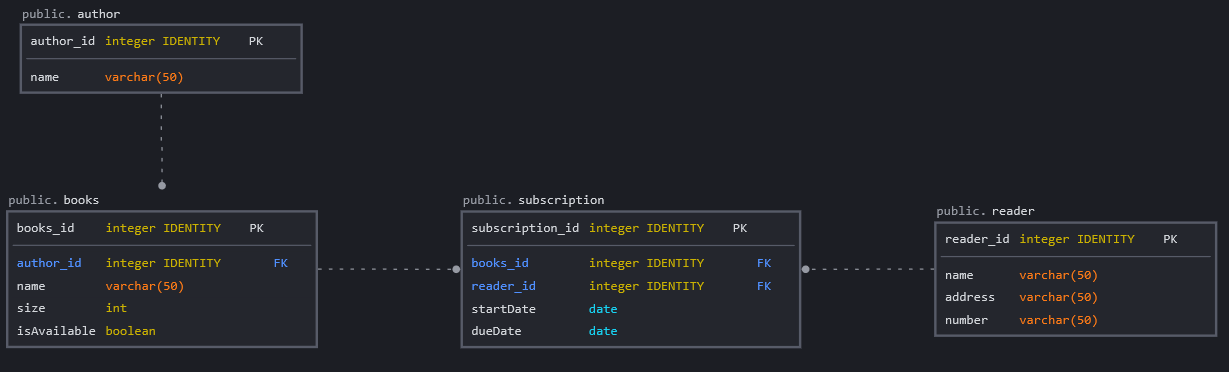 public. author
author_id integer IDENTITY PK
name varchar(50)
public. books
books_id integer IDENTITY PK
author_id integer IDENTITY FK
name varchar(50)
size int
isAvailable boolean
public. subscription
subscription_id integer IDENTITY PK
books_id integer IDENTITY FK
reader_id integer IDENTITY FK
startDate date
dueDate date
public. reader
reader_id integer IDENTITY PK
name varchar(50)
address varchar(50)
number varchar(50)